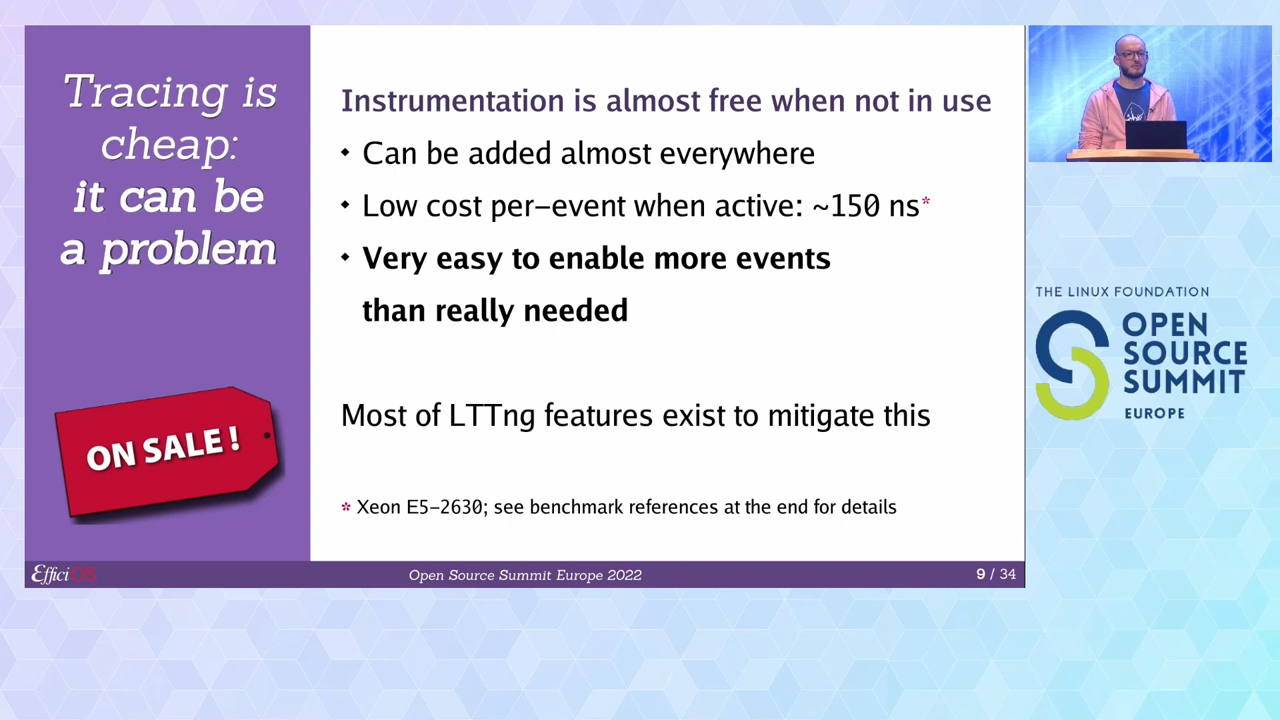 Tracing is
cheap:
it can be
a problem
ON SALE !
Instrumentation is almost free when not in use
Can be added almost everywhere
Low cost per-event when active: ~150 ns*
Very easy to enable more events
than really needed
Most of LTTng features exist to mitigate this
* Xeon E5-2630; see benchmark references at the end for details
EfficiOS
Open Source Summit Europe 2022
9 / 34
THE LINUX FOUNDATION
OPEN
SOURCE
SUMMIT
EUROPE